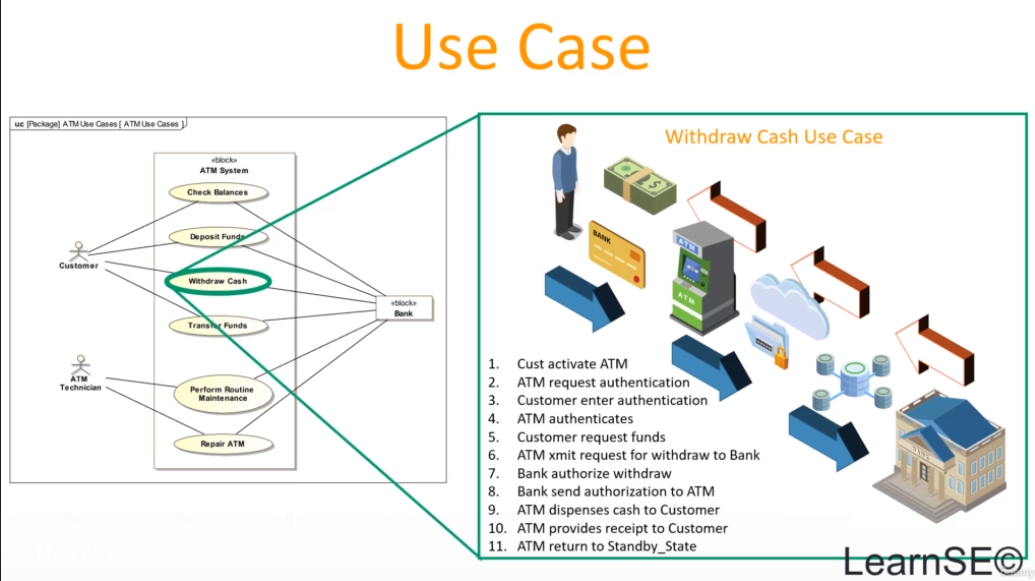 Use Case
uc [Package] ATM Use Cases [ ATM Use Cases ]
«block»
ATM System
Check Balances
Deposit Funds
Customer
Withdraw Cash
Transfer Funds
«block»
Bank
ATM
Technician
Perform Routine
Maintenance
Repair ATM
Withdraw Cash Use Case
BANK
ATM
ATM
1. Cust activate ATM
2. ATM request authentication
3. Customer enter authentication
4. ATM authenticates
5. Customer request funds
6. ATM xmit request for withdraw to Bank
7. Bank authorize withdraw
8. Bank send authorization to ATM
9. ATM dispenses cash to Customer
10. ATM provides receipt to Customer
11. ATM return to Standby_State
LearnSE©